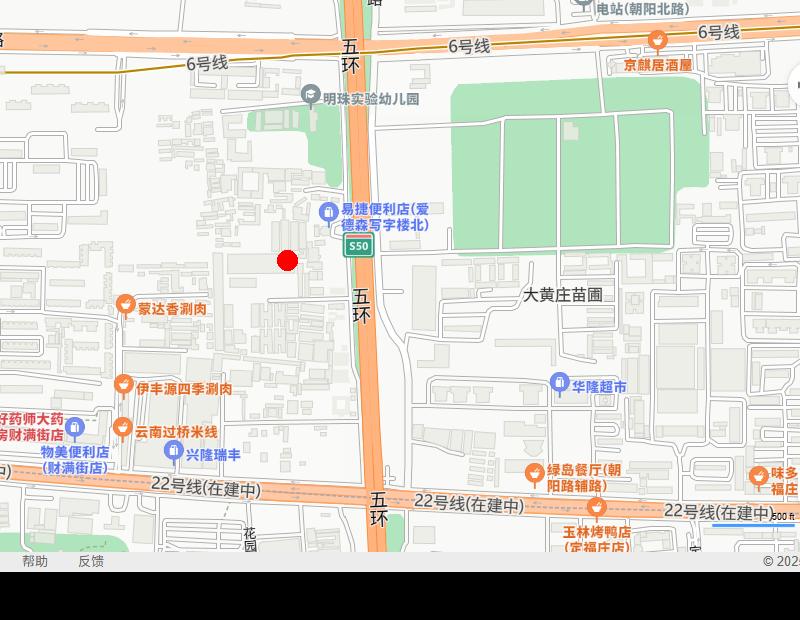 路
电站(朝阳北路)
路
五
环
6号线
6号线
京麒居酒屋
6号线
明珠实验幼儿园
易捷便利店(爱
德森写字楼北)
S50
五
环
大黄庄苗圃
蒙达香涮肉
伊丰源四季涮肉
华隆超市
好药师大药
房财满街店
云南过桥米线
物美便利店
(财满街店)
兴隆瑞丰
中)
22号线(在建中)
绿岛餐厅(朝
阳路辅路)
味多
福庄
五
环
22号线(在建中)
22号线(在建中)
500 ft
玉林烤鸭店
(定福庄店)
花
园
定
帮助
反馈
© 202